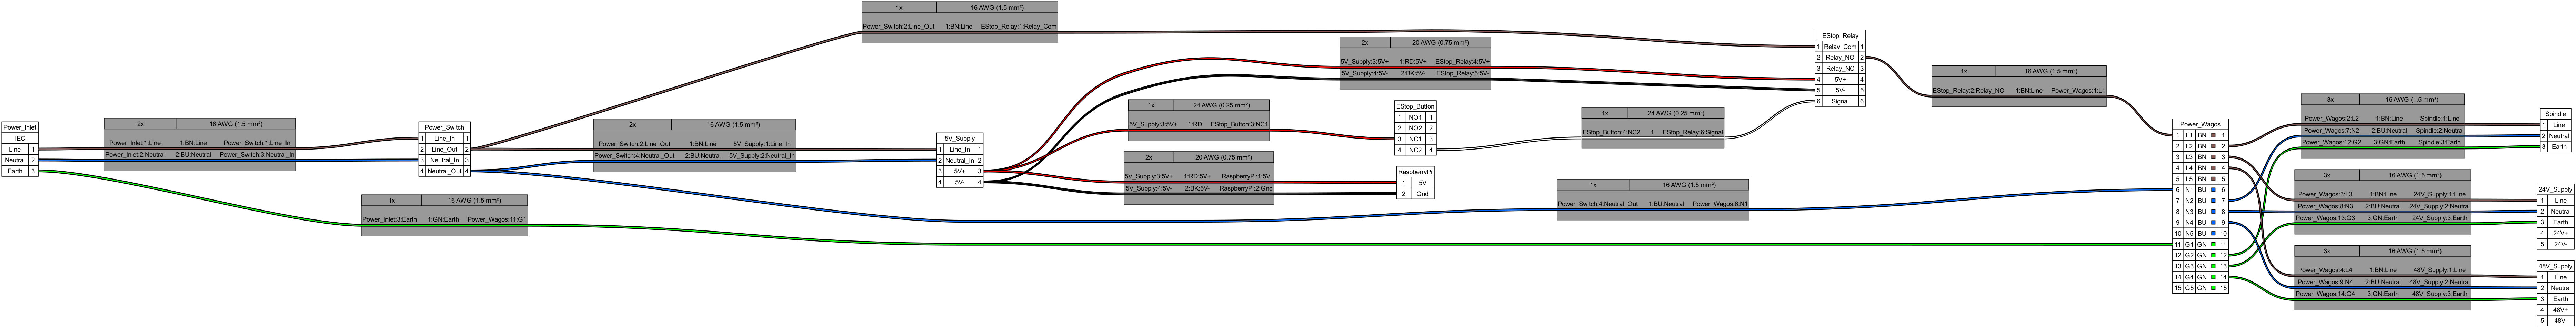 Power_Inlet
IEC
Line 1
Neutral 2
Earth 3
2x 16 AWG (1.5 mm²)
Power_Inlet:1:Line 1:BN:Line Power_Switch:1:Line_In
Power_Inlet:2:Neutral 2:BU:Neutral Power_Switch:3:Neutral_In
1x 16 AWG (1.5 mm²)
Power_Inlet:3:Earth 1:GN:Earth Power_Wagos:11:G1
Power_Switch
1 Line_In 1
2 Line_Out 2
3 Neutral_In 3
4 Neutral_Out 4
2x 16 AWG (1.5 mm²)
Power_Switch:2:Line_Out 1:BN:Line 5V_Supply:1:Line_In
Power_Switch:4:Neutral_Out 2:BU:Neutral 5V_Supply:2:Neutral_In
1x 16 AWG (1.5 mm²)
Power_Switch:2:Line_Out 1:BN:Line EStop_Relay:1:Relay_Com
5V_Supply
1 Line_In 1
2 Neutral_In 2
3 5V+ 3
4 5V- 4
2x 20 AWG (0.75 mm²)
5V_Supply:3:5V+ 1:RD:5V+ EStop_Relay:4:5V+
5V_Supply:4:5V- 2:BK:5V- EStop_Relay:5:5V-
1x 24 AWG (0.25 mm²)
5V_Supply:3:5V+ 1:RD EStop_Button:3:NC1
2x 20 AWG (0.75 mm²)
5V_Supply:3:5V+ 1:RD:5V+ RaspberryPi:1:5V
5V_Supply:4:5V- 2:BK:5V- RaspberryPi:2:Gnd
EStop_Button
1 NO1 1
2 NO2 2
3 NC1 3
4 NC2 4
RaspberryPi
1 5V
2 Gnd
1x 24 AWG (0.25 mm²)
EStop_Button:4:NC2 1 EStop_Relay:6:Signal
1x 16 AWG (1.5 mm²)
Power_Switch:4:Neutral_Out 1:BU:Neutral Power_Wagos:6:N1
EStop_Relay
1 Relay_Com 1
2 Relay_NO 2
3 Relay_NC 3
4 5V+ 4
5 5V- 5
6 Signal 6
1x 16 AWG (1.5 mm²)
EStop_Relay:2:Relay_NO 1:BN:Line Power_Wagos:1:L1
Power_Wagos
1 L1 BN 1
2 L2 BN 2
3 L3 BN 3
4 L4 BN 4
5 L5 BN 5
6 N1 BU 6
7 N2 BU 7
8 N3 BU 8
9 N4 BU 9
10 N5 BU 10
11 G1 GN 11
12 G2 GN 12
13 G3 GN 13
14 G4 GN 14
15 G5 GN 15
3x 16 AWG (1.5 mm²)
Power_Wagos:2:L2 1:BN:Line Spindle:1:Line
Power_Wagos:7:N2 2:BU:Neutral Spindle:2:Neutral
Power_Wagos:12:G2 3:GN:Earth Spindle:3:Earth
3x 16 AWG (1.5 mm²)
Power_Wagos:3:L3 1:BN:Line 24V_Supply:1:Line
Power_Wagos:8:N3 2:BU:Neutral 24V_Supply:2:Neutral
Power_Wagos:13:G3 3:GN:Earth 24V_Supply:3:Earth
3x 16 AWG (1.5 mm²)
Power_Wagos:4:L4 1:BN:Line 48V_Supply:1:Line
Power_Wagos:9:N4 2:BU:Neutral 48V_Supply:2:Neutral
Power_Wagos:14:G4 3:GN:Earth 48V_Supply:3:Earth
Spindle
1 Line
2 Neutral
3 Earth
24V_Supply
1 Line
2 Neutral
3 Earth
4 24V+
5 24V-
48V_Supply
1 Line
2 Neutral
3 Earth
4 48V+
5 48V-